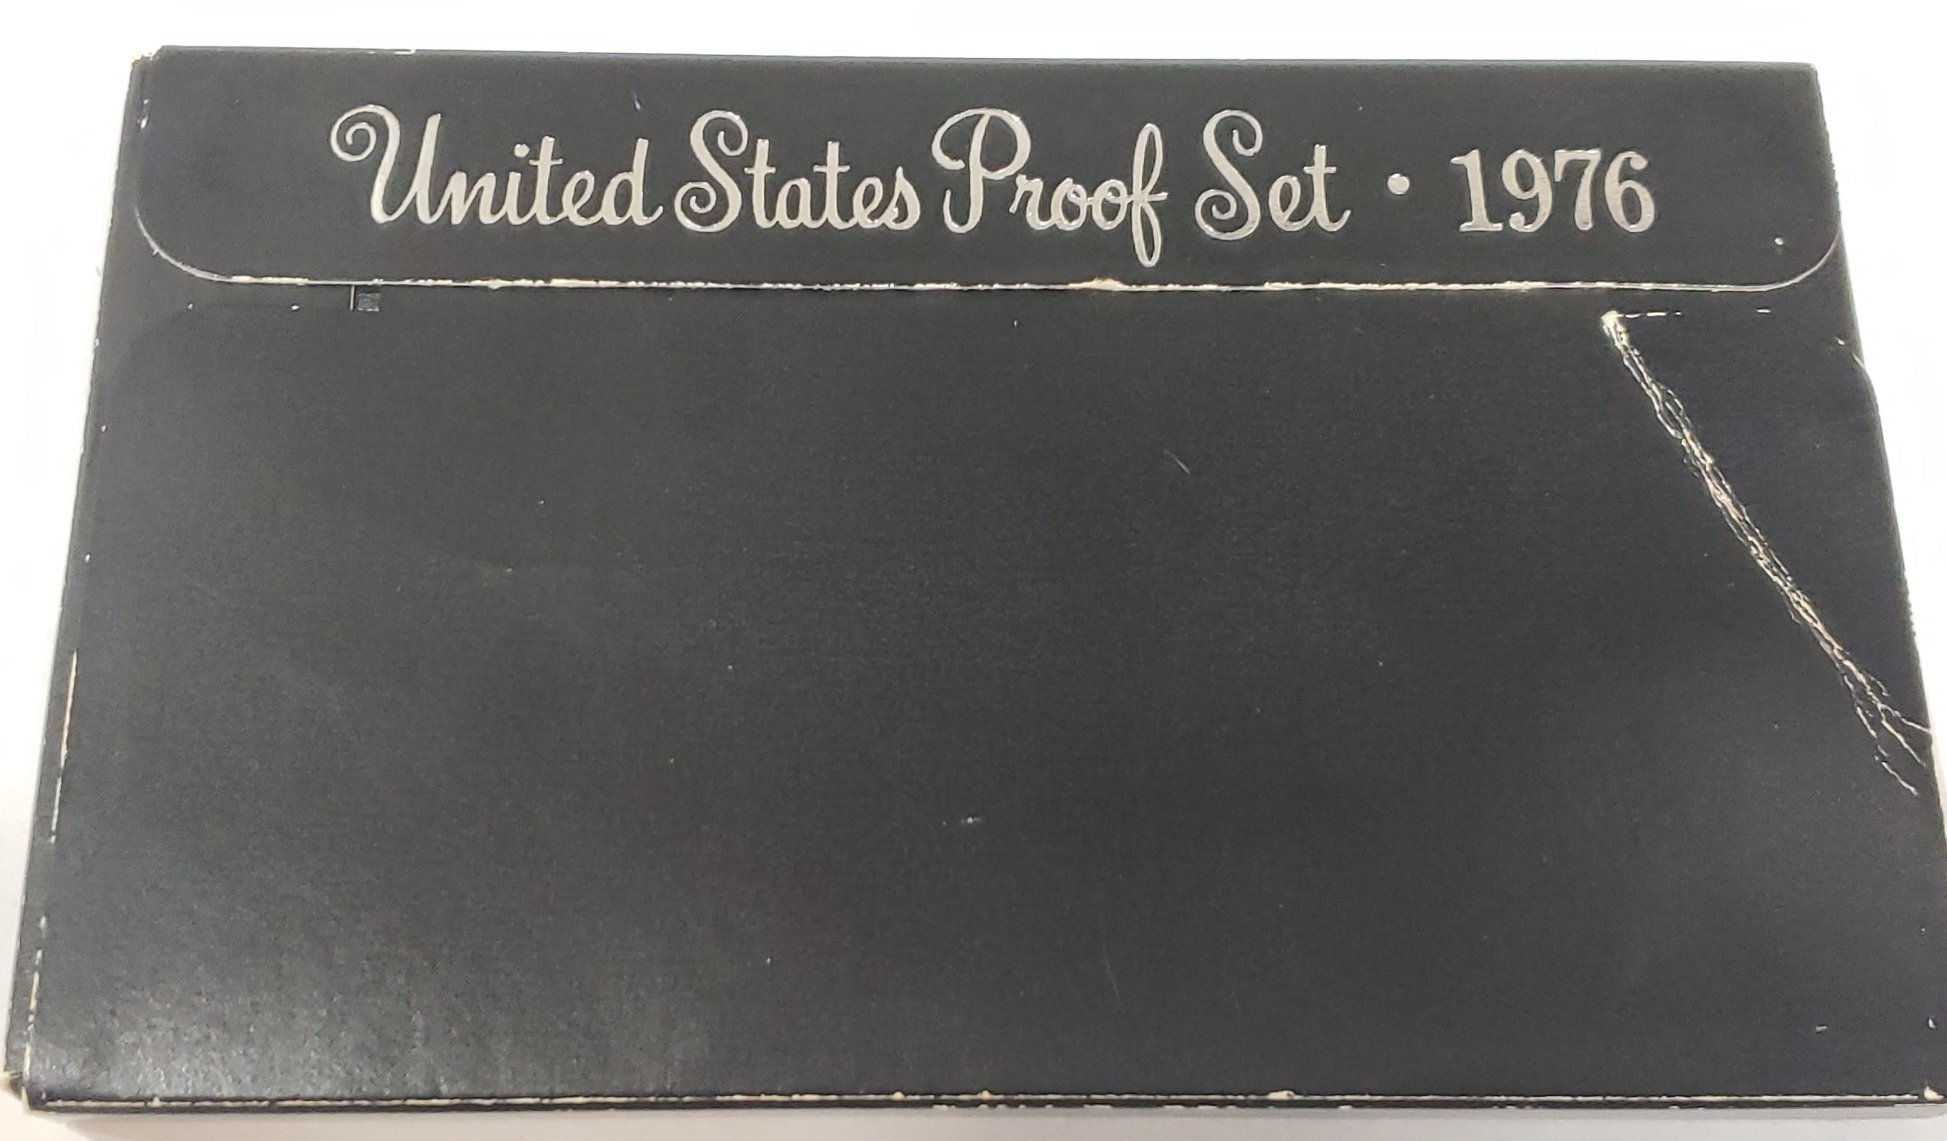 United States Proof Set · 1976